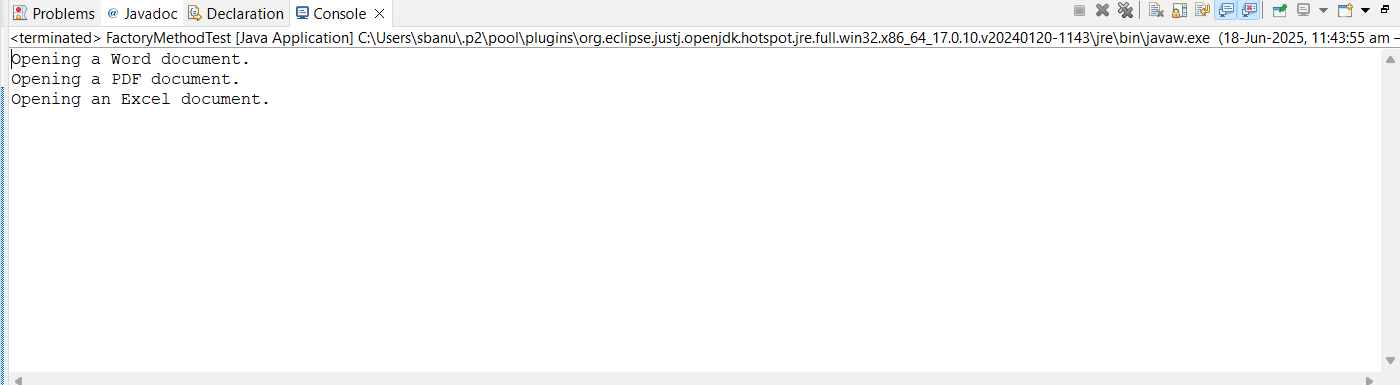 Problems @ Javadoc Declaration Console
<terminated> FactoryMethodTest [Java Application] C:\Users\sbanu\.p2\pool\plugins\org.eclipse.justj.openjdk.hotspot.jre.full.win32.x86_64_17.0.10.v20240120-1143\jre\bin\javaw.exe (18-Jun-2025, 11:43:55 am –
Opening a Word document.
Opening a PDF document.
Opening an Excel document.